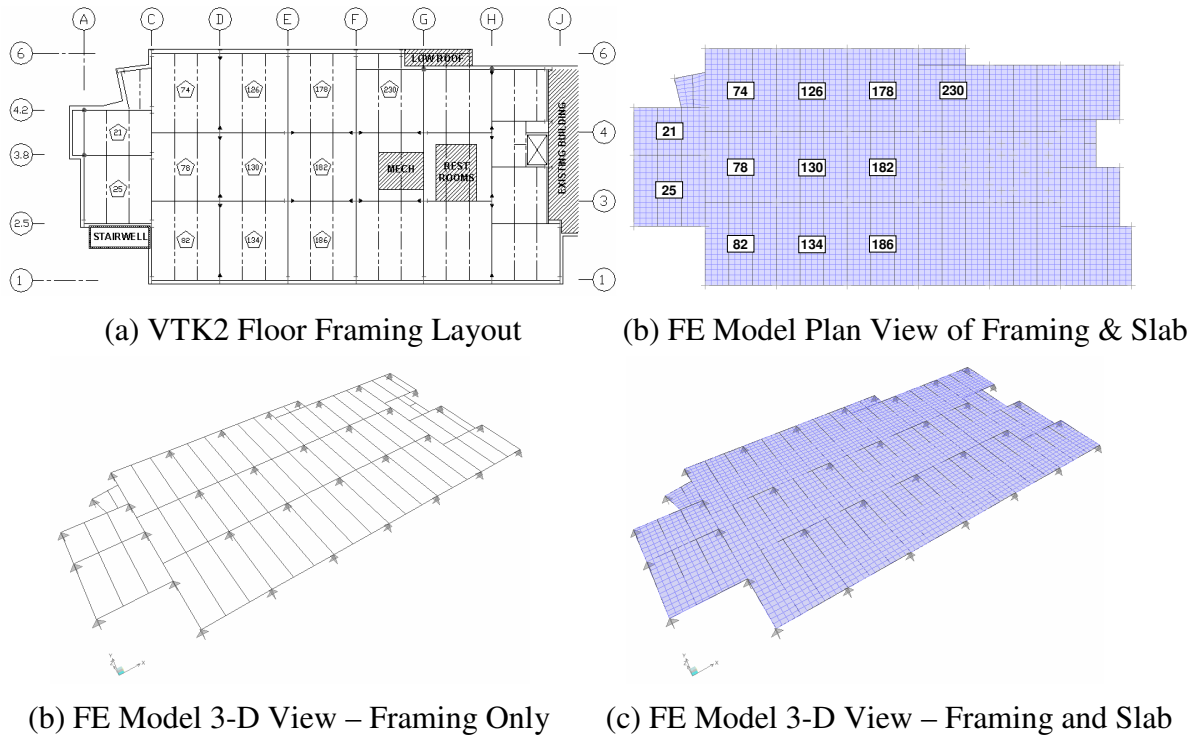 A C D E F G H J
6 LOW ROOF 6
74 126 178 230
4.2
21 4
3.8
78 130 182 MECH REST ROOMS EXISTING BUILDING
25
3
2.5
STAIRWELL 82 134 186
1 1
74 126 178 230
21
78 130 182
25
82 134 186
(a) VTK2 Floor Framing Layout
(b) FE Model Plan View of Framing & Slab
Y Z X
Y Z X
(b) FE Model 3-D View – Framing Only
(c) FE Model 3-D View – Framing and Slab